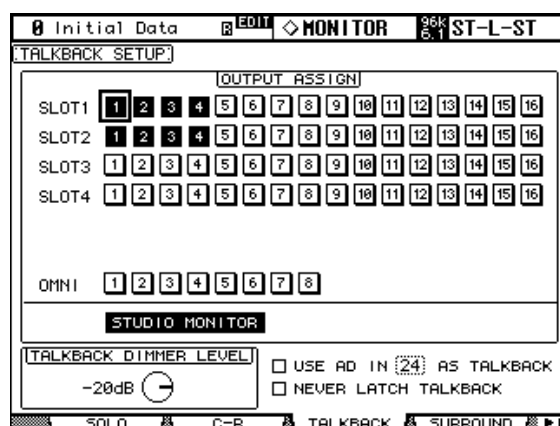 0 Initial Data R EDIT ◇MONITOR 96k 6.1 ST-L-ST
TALKBACK SETUP
OUTPUT ASSIGN
SLOT1 1 2 3 4 5 6 7 8 9 10 11 12 13 14 15 16
SLOT2 1 2 3 4 5 6 7 8 9 10 11 12 13 14 15 16
SLOT3 1 2 3 4 5 6 7 8 9 10 11 12 13 14 15 16
SLOT4 1 2 3 4 5 6 7 8 9 10 11 12 13 14 15 16
OMNI 1 2 3 4 5 6 7 8
STUDIO MONITOR
TALKBACK DIMMER LEVEL
-20dB
USE AD IN 24 AS TALKBACK
NEVER LATCH TALKBACK
SOLO C-R TALKBACK SURROUND